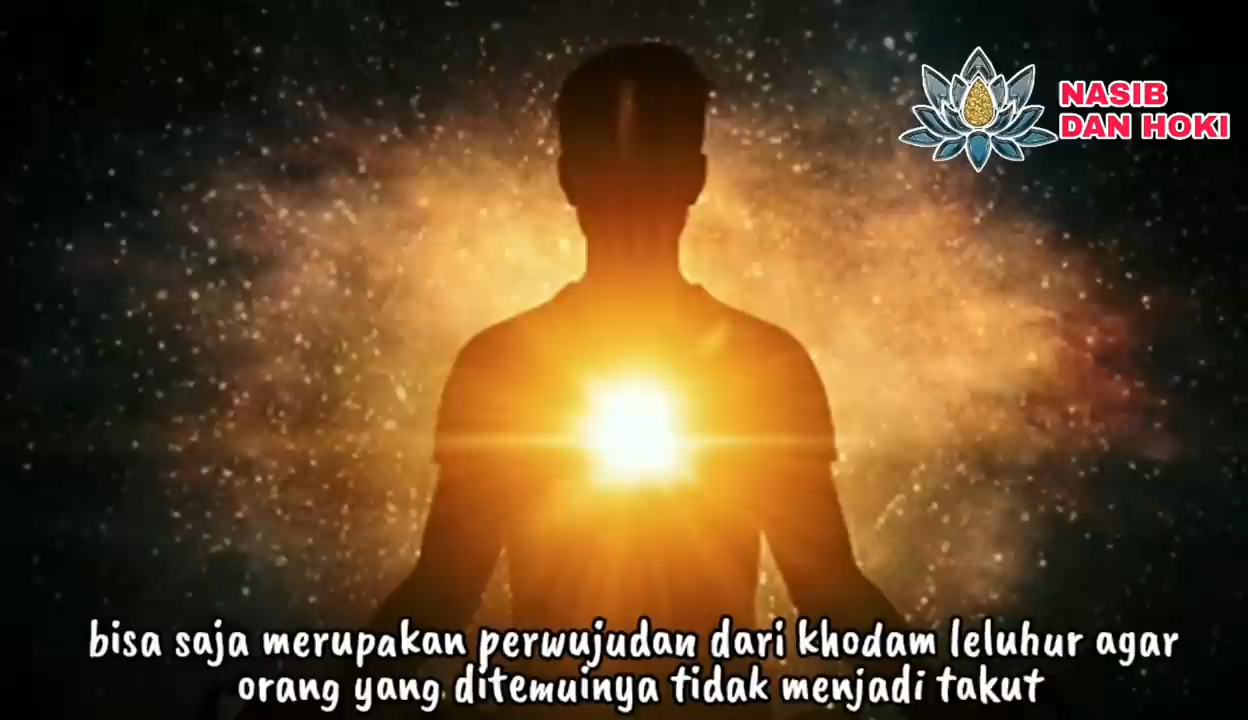 NASIB
DAN HOKI
bisa saja merupakan perwujudan dari khodam leluhur agar
orang yang ditemuinya tidak menjadi takut